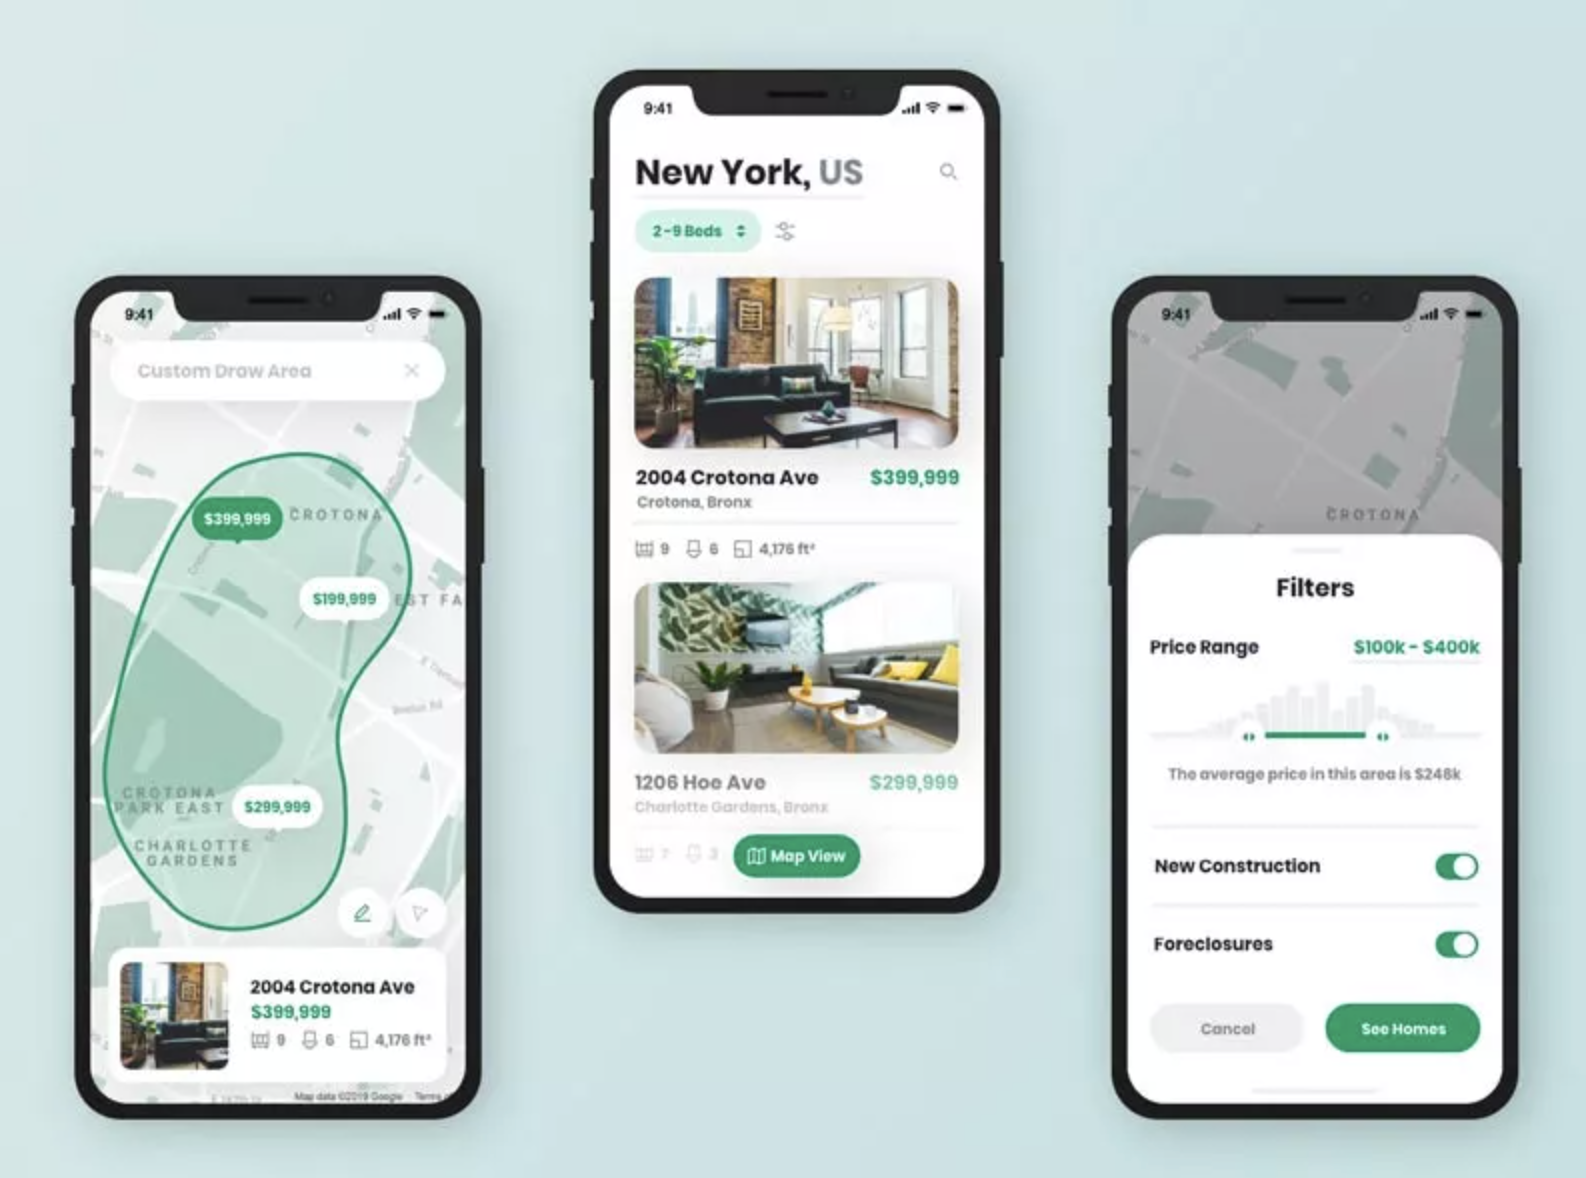 9:41
Custom Draw Area
$399,999
CROTONA
$199,999
EST FA
Boston Rd
CROTONA
PARK EAST
$299,999
CHARLOTTE
GARDENS
2004 Crotona Ave
$399,999
9 6 4,176 ft²
Map data ©2019 Google Terms
9:41
New York, US
2-9 Beds
2004 Crotona Ave $399,999
Crotona, Bronx
9 6 4,176 ft²
1206 Hoe Ave $299,999
Charlotte Gardens, Bronx
7 3
Map View
9:41
CROTONA
Filters
Price Range $100k - $400k
The average price in this area is $248k
New Construction
Foreclosures
Cancel See Homes